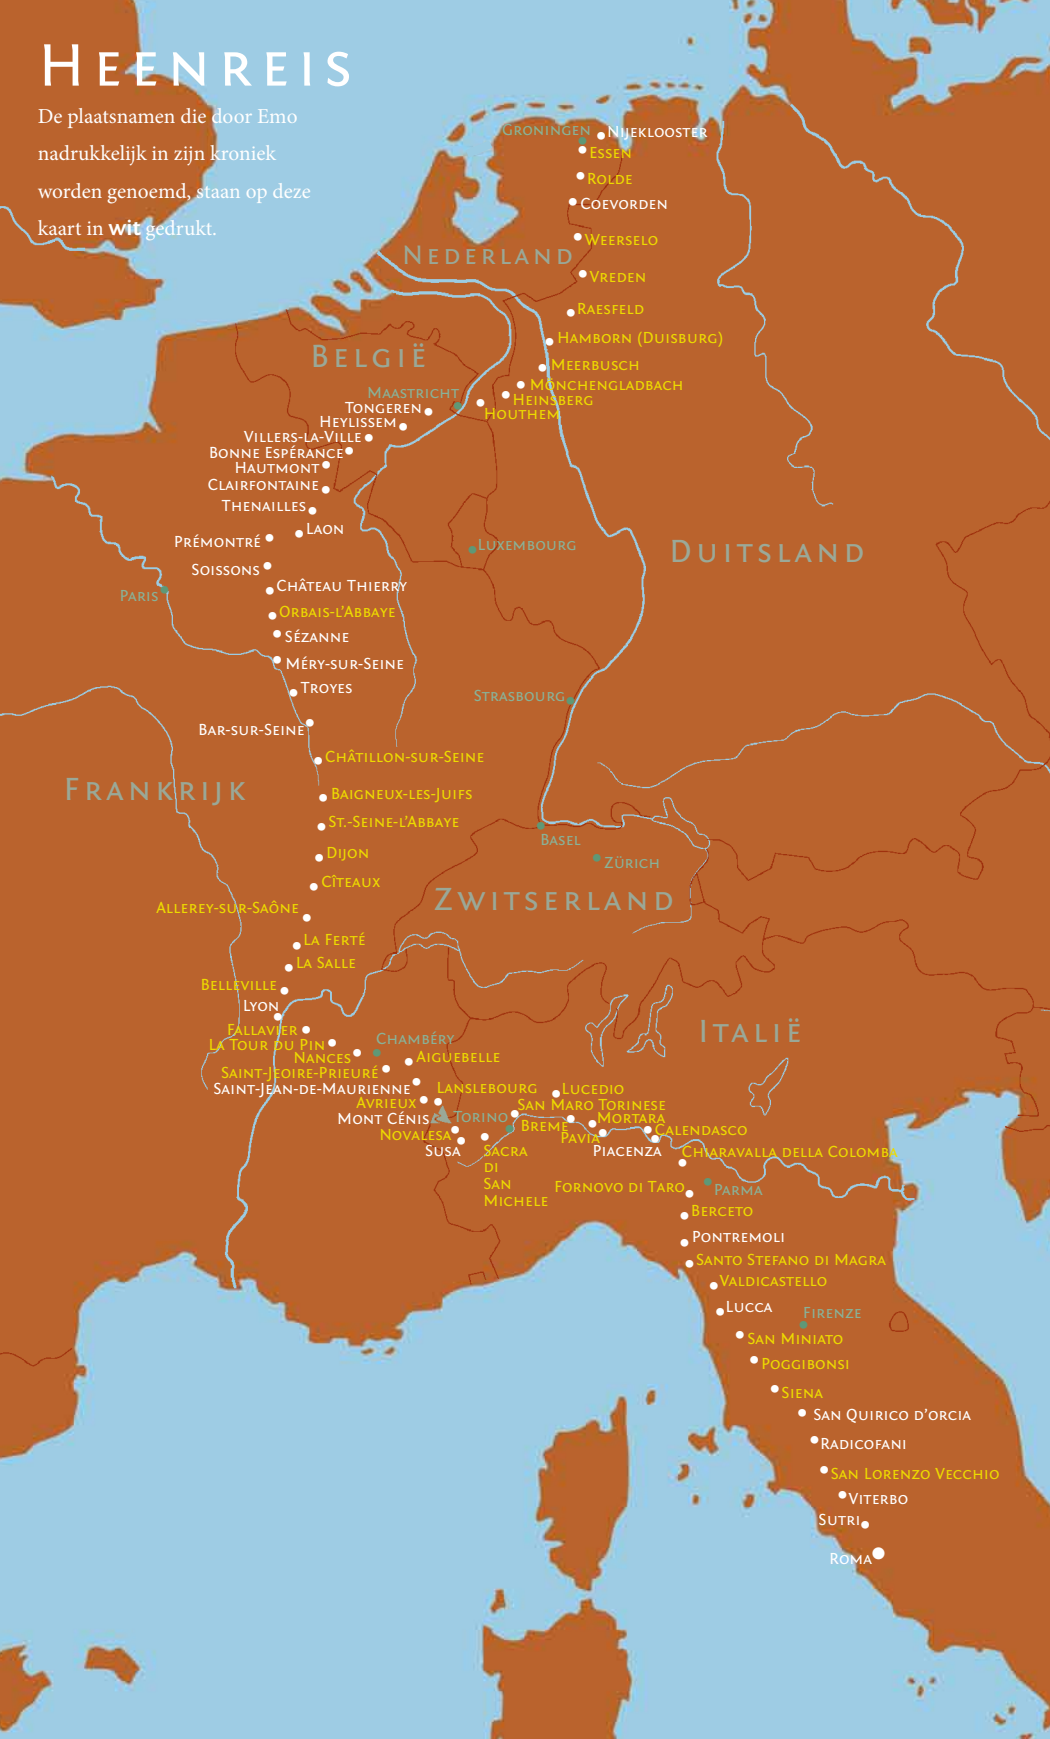 Heenreis
De plaatsnamen die door Emo
nadrukkelijk in zijn kroniek
worden genoemd, staan op deze
kaart in wit gedrukt.
Groningen
Nijeklooster
Essen
Rolde
Coevorden
Weerselo
Nederland
Vreden
Raesfeld
Hamborn (Duisburg)
België
Meerbusch
Mönchengladbach
Maastricht
Heinsberg
Tongeren
Houthem
Heylissem
Villers-la-Ville
Bonne Espérance
Hautmont
Clairfontaine
Thenailles
Laon
Prémontré
Luxembourg
Duitsland
Soissons
Château Thierry
Paris
Orbais-l'Abbaye
Sézanne
Méry-sur-Seine
Troyes
Strasbourg
Bar-sur-Seine
Châtillon-sur-Seine
Frankrijk
Baigneux-les-Juifs
St.-Seine-l'Abbaye
Basel
Dijon
Zürich
Cîteaux
Zwitserland
Allerey-sur-Saône
La Ferté
La Salle
Belleville
Lyon
Fallavier
Italië
Chambéry
La Tour du Pin
Nances
Aiguebelle
Saint-Jeoire-Prieuré
Saint-Jean-de-Maurienne
Lanslebourg
Lucedio
Avrieux
San Maro Torinese
Mont Cénis
Torino
Mortara
Breme
Calendasco
Novalesa
Pavia
Susa
Sacra
di
San
Michele
Piacenza
Chiaravalla della Colomba
Fornovo di Taro
Parma
Berceto
Pontremoli
Santo Stefano di Magra
Valdicastello
Lucca
Firenze
San Miniato
Poggibonsi
Siena
San Quirico d'orcia
Radicofani
San Lorenzo Vecchio
Viterbo
Sutri
Roma